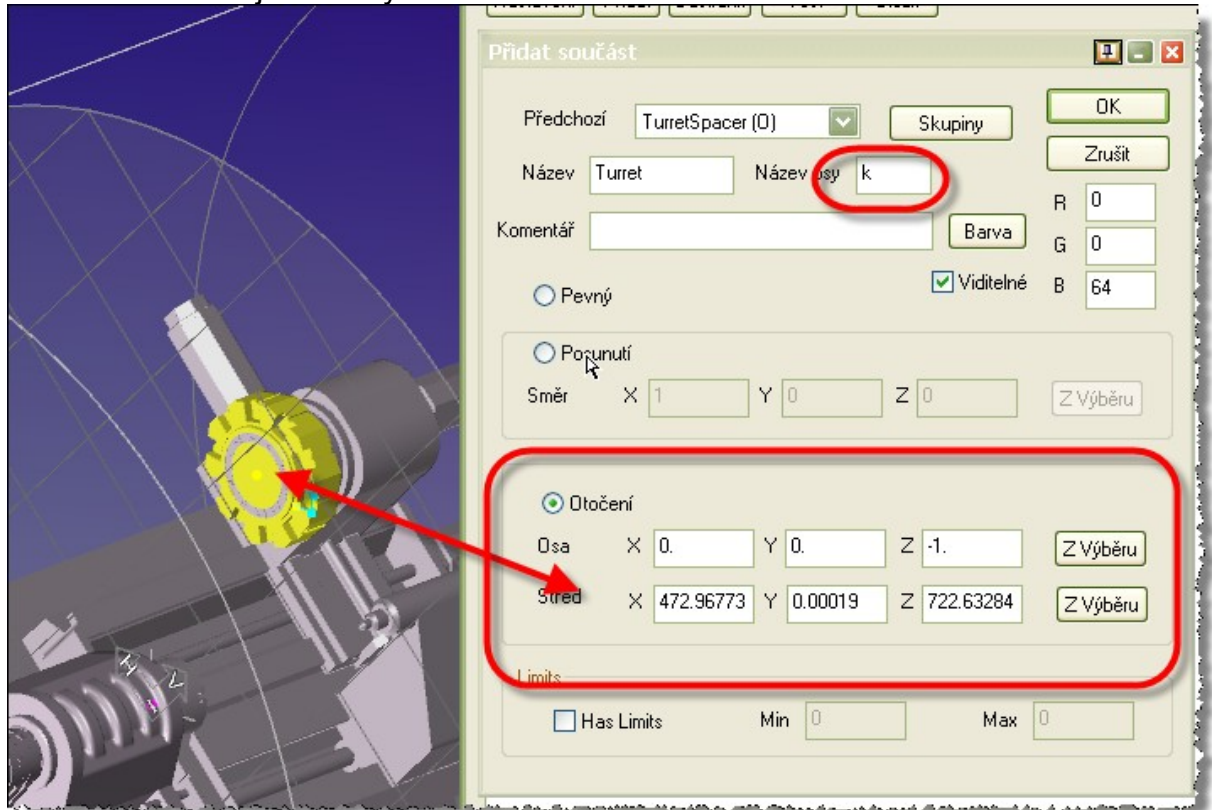 Přidat součást
OK
Předchozí TurretSpacer (0) Skupiny
Zrušit
Název Turret Název osy k
R 0
Komentář Barva
G 0
Viditelné B 64
Pevný
Posunutí
Směr X 1 Y 0 Z 0 Z Výběru
Otočení
Osa X 0. Y 0. Z -1. Z Výběru
Střed X 472.96773 Y 0.00019 Z 722.63284 Z Výběru
Limits
Has Limits Min 0 Max 0